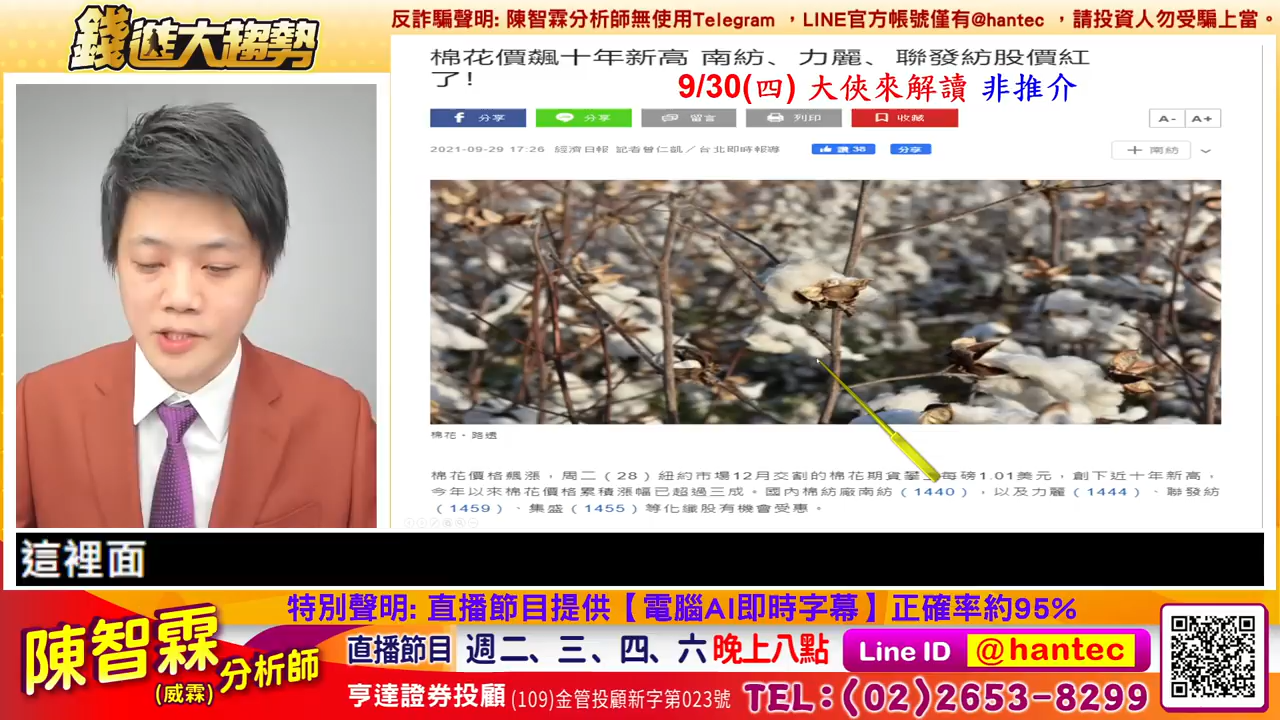 錢進大趨勢
反詐騙聲明: 陳智霖分析師無使用Telegram ，LINE官方帳號僅有@hantec ，請投資人勿受騙上當。
棉花價飆十年新高 南紡、力麗、聯發紡股價紅
了!
9/30(四) 大俠來解讀 非推介
分享
分享
留言
列印
收藏
A- A+
2021-09-29 17:26 經濟日報 記者曾仁凱／台北即時報導
讚 38
分享
南紡
棉花。路透
棉花價格飆漲，周二（28）紐約市場12月交割的棉花期貨攀 每磅1.01美元，創下近十年新高，
今年以來棉花價格累積漲幅已超過三成。國內棉紡廠南紡（1440），以及力麗（1444）、聯發紡
（1459）、集盛（1455）等化纖股有機會受惠。
這裡面
特別聲明: 直播節目提供【電腦AI即時字幕】正確率約95%
陳智霖
(威霖)
分析師
直播節目 週二、三、四、六 晚上八點
Line ID @hantec
亨達證券投顧 (109)金管投顧新字第023號 TEL:(02)2653-8299